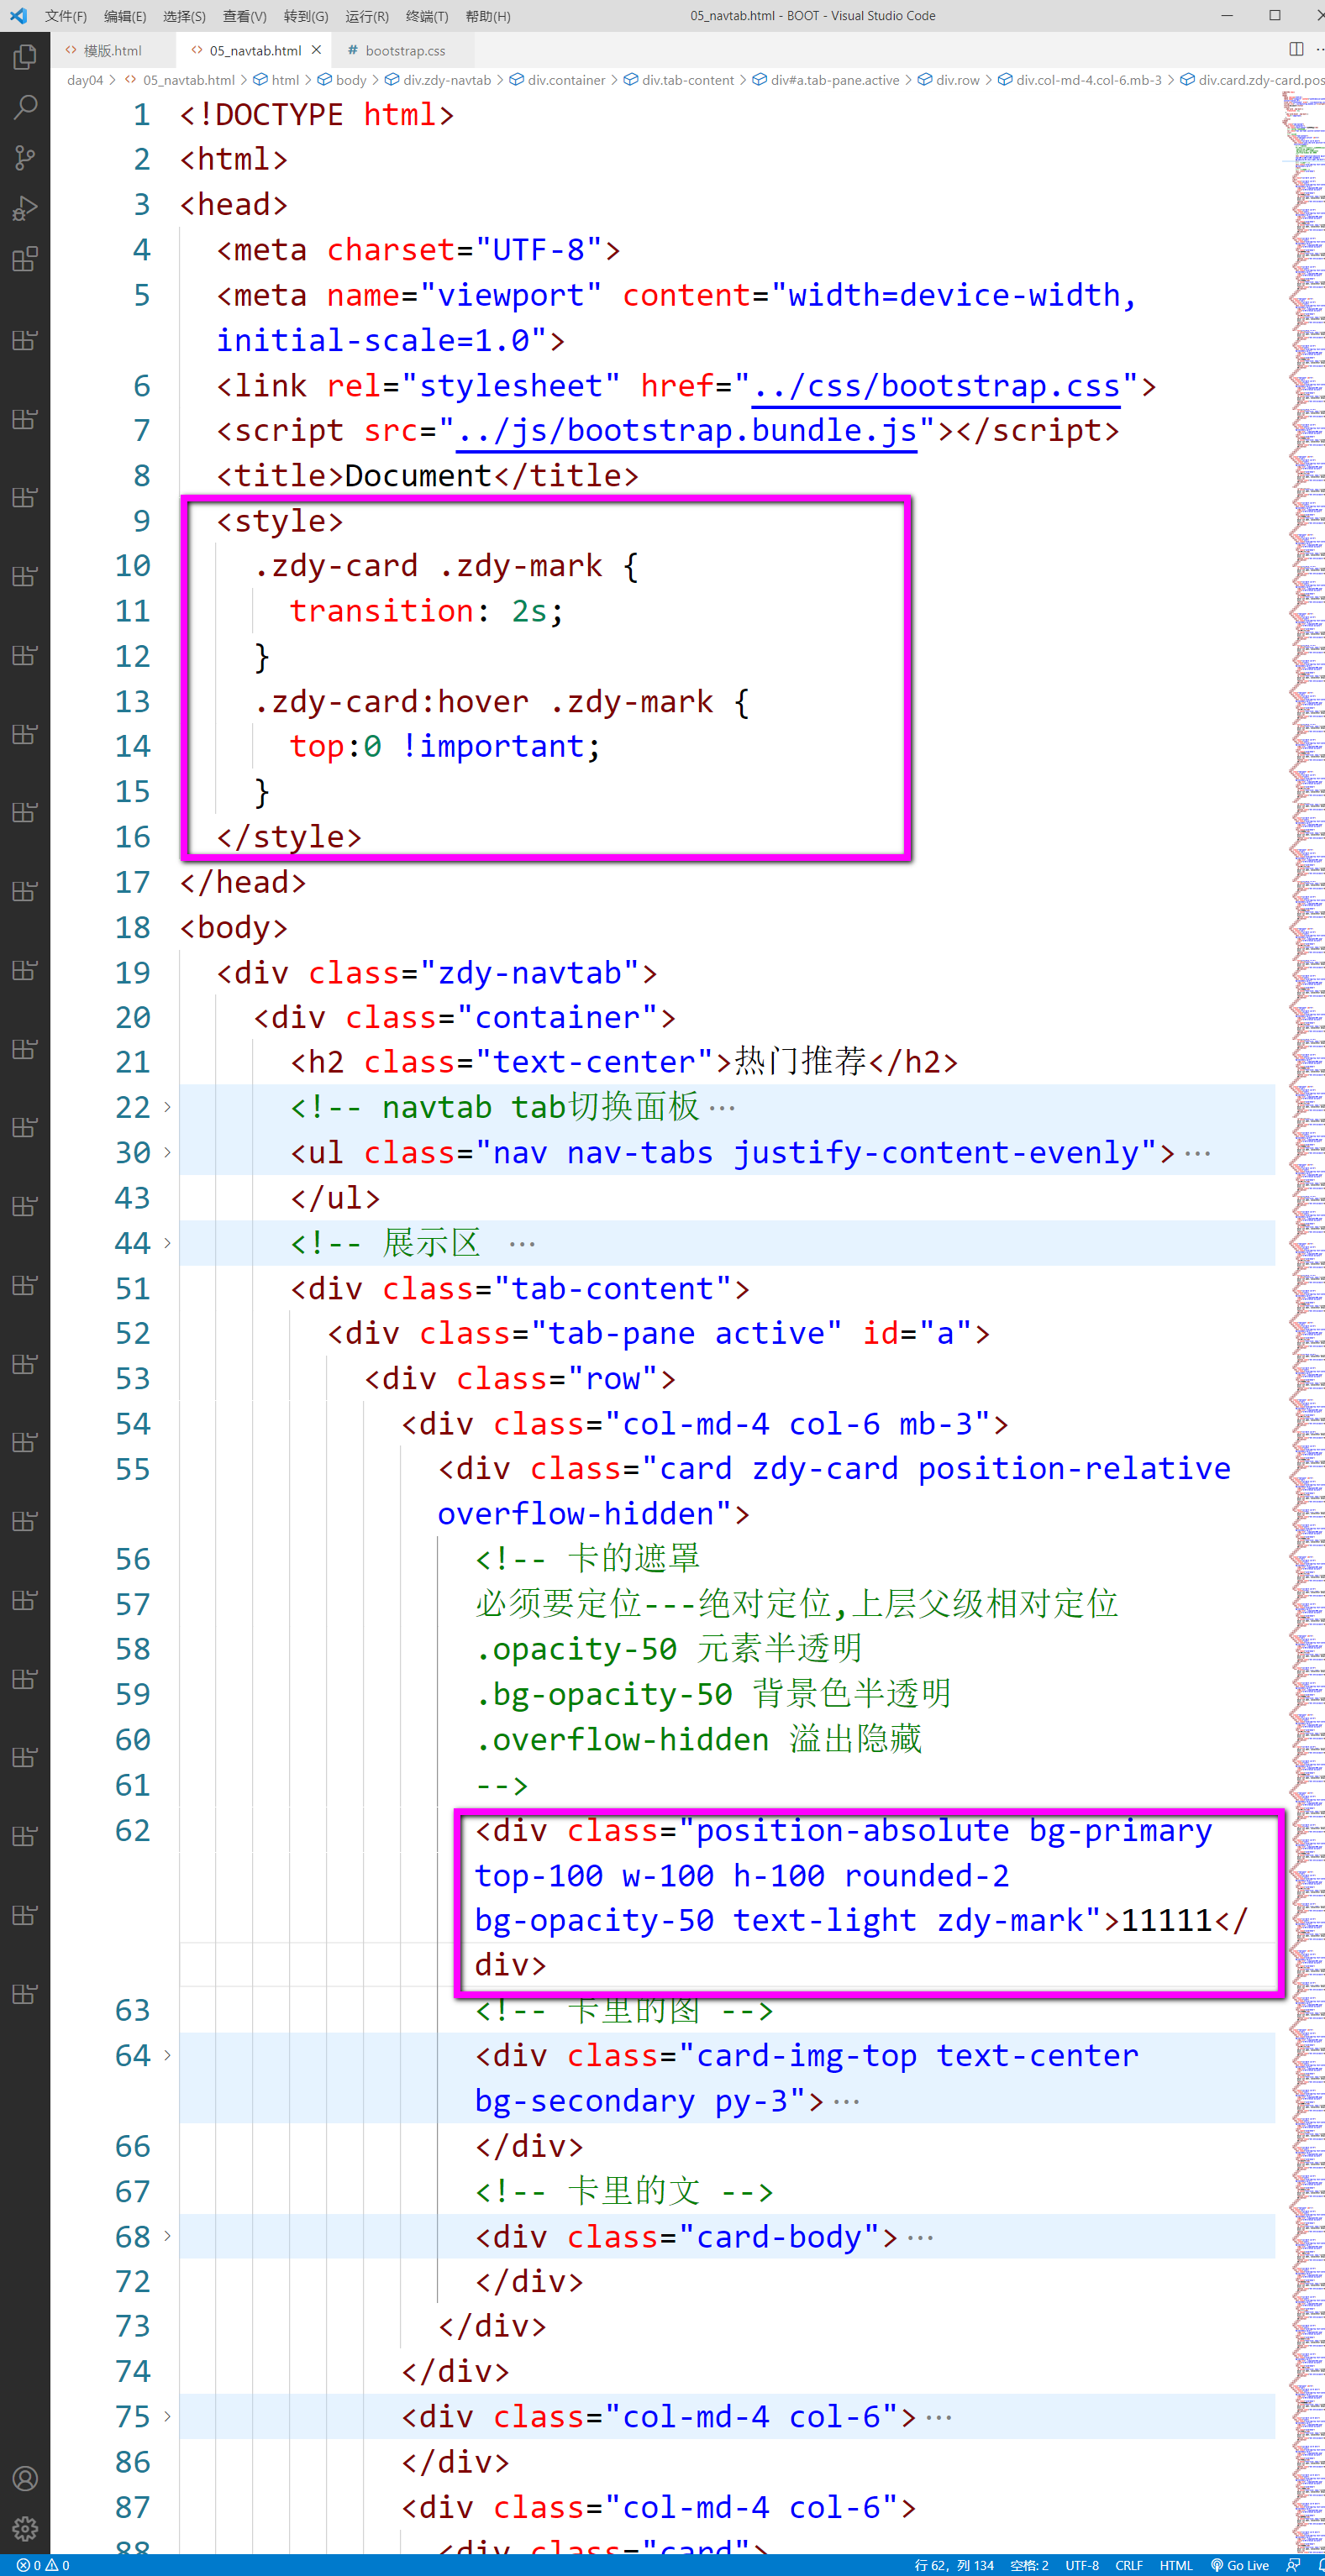 文件(F) 编辑(E) 选择(S) 查看(V) 转到(G) 运行(R) 终端(T) 帮助(H) 05_navtab.html - BOOT - Visual Studio Code
模版.html 05_navtab.html bootstrap.css
day04 > 05_navtab.html > html > body > div.zdy-navtab > div.container > div.tab-content > div#a.tab-pane.active > div.row > div.col-md-4.col-6.mb-3 > div.card.zdy-card.pos
1 <!DOCTYPE html>
2 <html>
3 <head>
4 <meta charset="UTF-8">
5 <meta name="viewport" content="width=device-width,
initial-scale=1.0">
6 <link rel="stylesheet" href="../css/bootstrap.css">
7 <script src="../js/bootstrap.bundle.js"></script>
8 <title>Document</title>
9 <style>
10 .zdy-card .zdy-mark {
11 transition: 2s;
12 }
13 .zdy-card:hover .zdy-mark {
14 top:0 !important;
15 }
16 </style>
17 </head>
18 <body>
19 <div class="zdy-navtab">
20 <div class="container">
21 <h2 class="text-center">热门推荐</h2>
22 <!-- navtab tab切换面板 ···
30 <ul class="nav nav-tabs justify-content-evenly"> ···
43 </ul>
44 <!-- 展示区 ···
51 <div class="tab-content">
52 <div class="tab-pane active" id="a">
53 <div class="row">
54 <div class="col-md-4 col-6 mb-3">
55 <div class="card zdy-card position-relative
overflow-hidden">
56 <!-- 卡的遮罩
57 必须要定位---绝对定位,上层父级相对定位
58 .opacity-50 元素半透明
59 .bg-opacity-50 背景色半透明
60 .overflow-hidden 溢出隐藏
61 -->
62 <div class="position-absolute bg-primary
top-100 w-100 h-100 rounded-2
bg-opacity-50 text-light zdy-mark">11111</
div>
63 <!-- 卡里的图 -->
64 <div class="card-img-top text-center
bg-secondary py-3"> ···
66 </div>
67 <!-- 卡里的文 -->
68 <div class="card-body"> ···
72 </div>
73 </div>
74 </div>
75 <div class="col-md-4 col-6"> ···
86 </div>
87 <div class="col-md-4 col-6">
88 <div class="card">
0 0 行 62，列 134 空格: 2 UTF-8 CRLF HTML Go Live